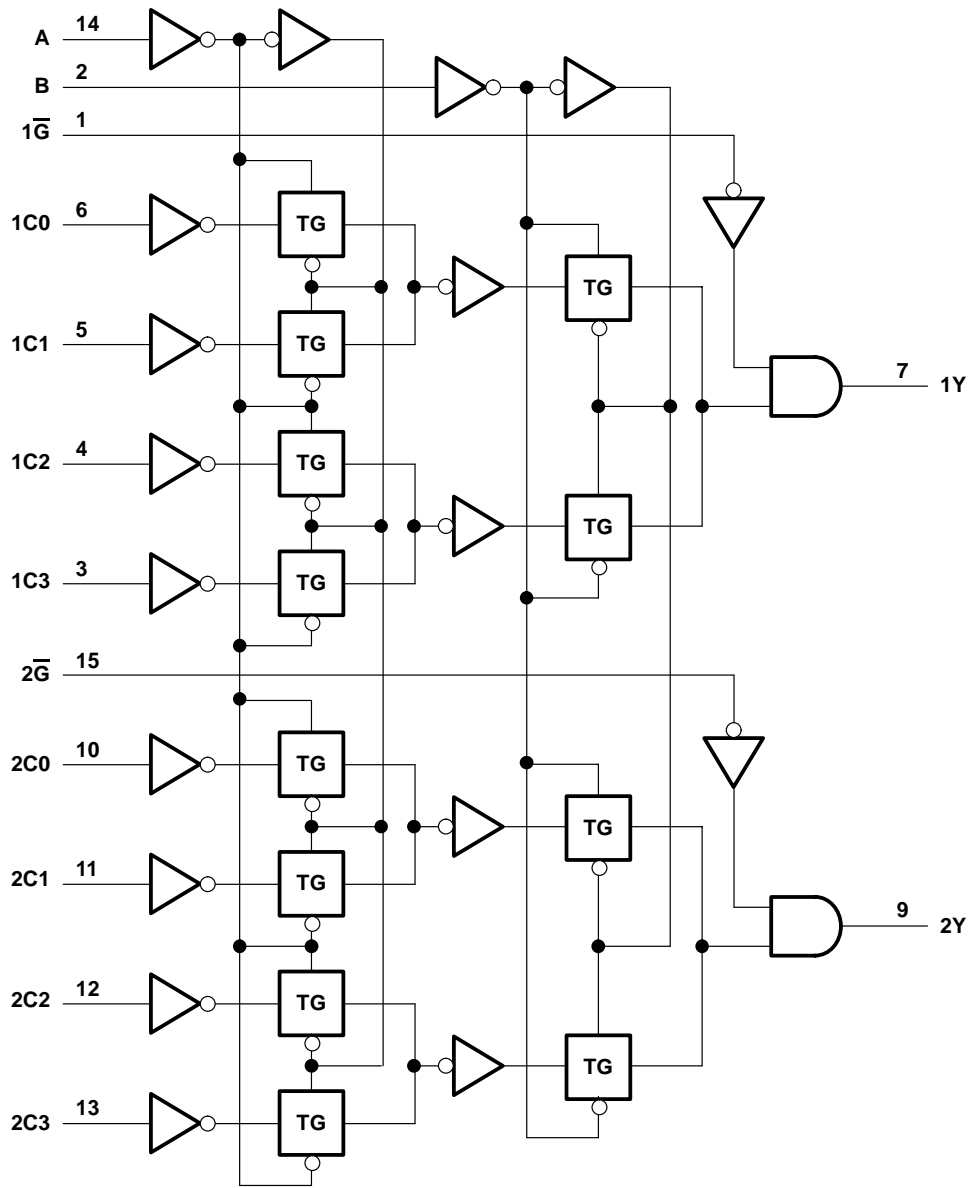 A 14
B 2
1G̅ 1
1C0 6 TG
TG
1C1 5 TG
7 1Y
1C2 4 TG
TG
1C3 3 TG
2G̅ 15
2C0 10 TG
TG
2C1 11 TG
9 2Y
2C2 12 TG
TG
2C3 13 TG